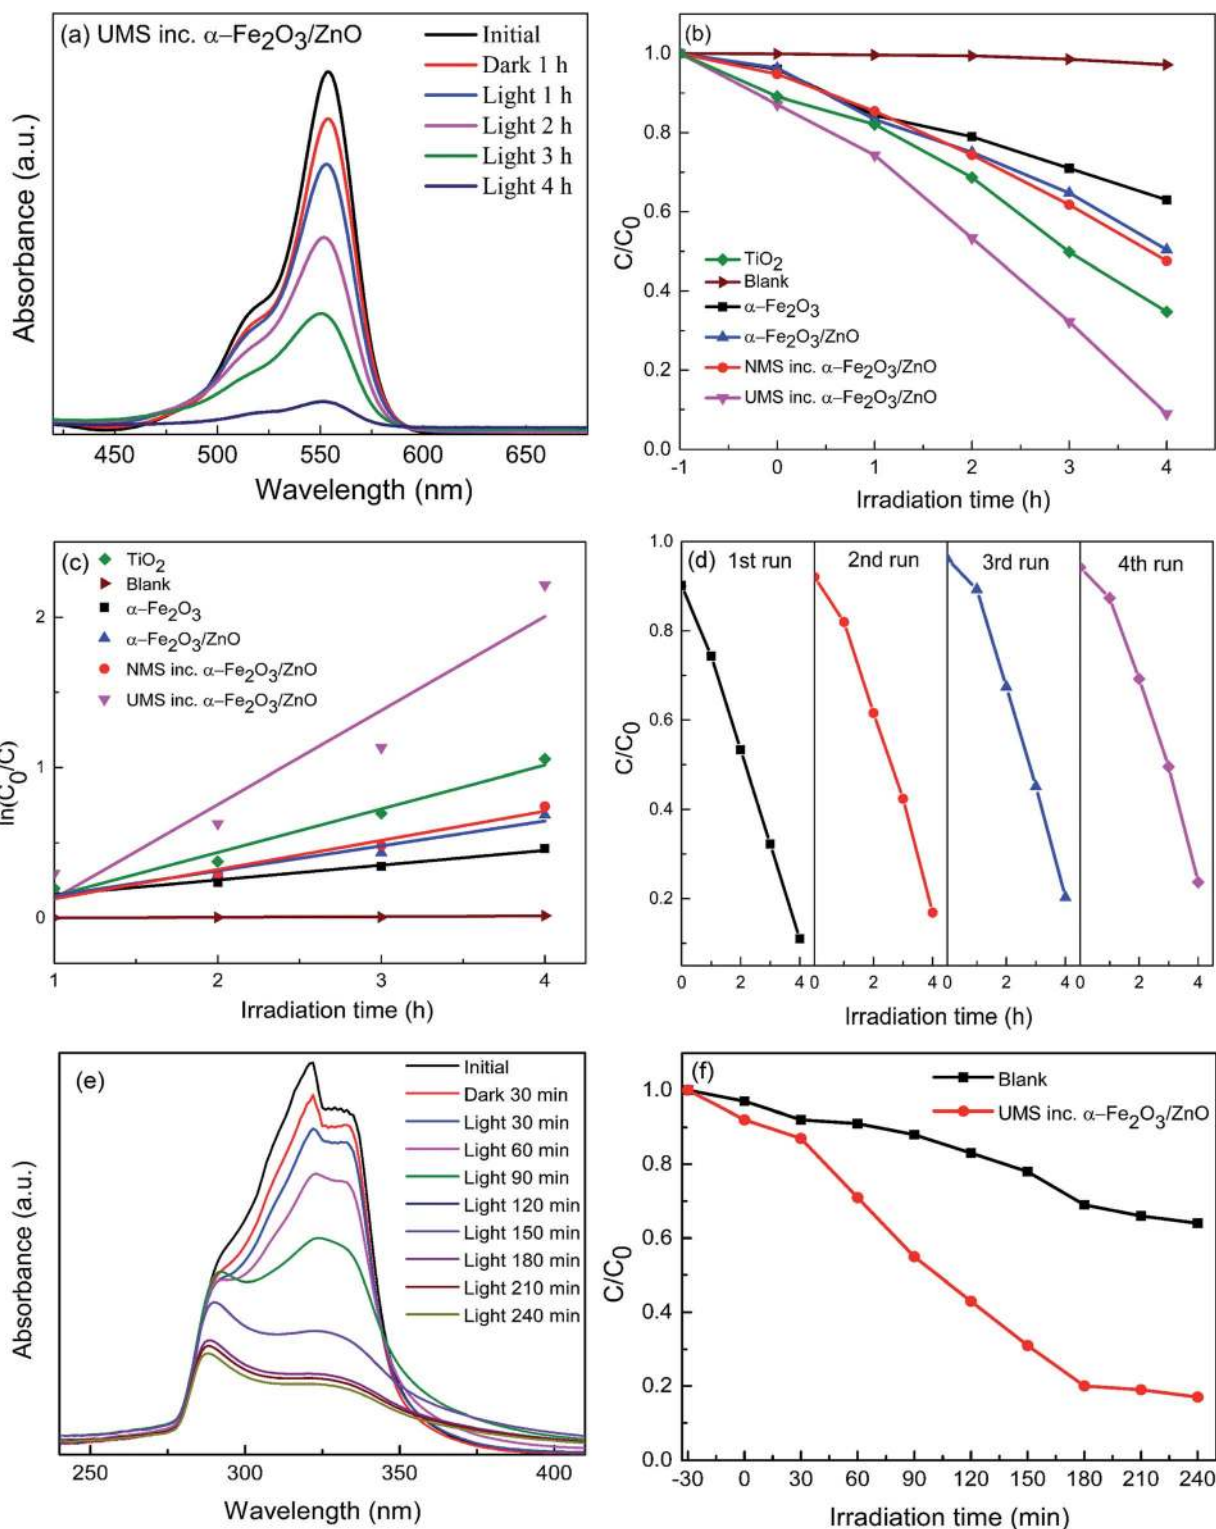 (a) UMS inc. α–Fe2O3/ZnO
Initial
Dark 1 h
Light 1 h
Light 2 h
Light 3 h
Light 4 h
Absorbance (a.u.)
450 500 550 600 650
Wavelength (nm)
(b)
1.0
0.8
0.6
0.4
0.2
0.0
C/C0
TiO2
Blank
α–Fe2O3
α–Fe2O3/ZnO
NMS inc. α–Fe2O3/ZnO
UMS inc. α–Fe2O3/ZnO
-1 0 1 2 3 4
Irradiation time (h)
(c)
TiO2
Blank
α–Fe2O3
α–Fe2O3/ZnO
NMS inc. α–Fe2O3/ZnO
UMS inc. α–Fe2O3/ZnO
2
1
0
ln(C0/C)
1 2 3 4
Irradiation time (h)
(d) 1st run 2nd run 3rd run 4th run
1.0
0.8
0.6
0.4
0.2
C/C0
0 2 4 0 2 4 0 2 4 0 2 4
Irradiation time (h)
(e)
Initial
Dark 30 min
Light 30 min
Light 60 min
Light 90 min
Light 120 min
Light 150 min
Light 180 min
Light 210 min
Light 240 min
Absorbance (a.u.)
250 300 350 400
Wavelength (nm)
(f)
Blank
UMS inc. α–Fe2O3/ZnO
1.0
0.8
0.6
0.4
0.2
0.0
C/C0
-30 0 30 60 90 120 150 180 210 240
Irradiation time (min)